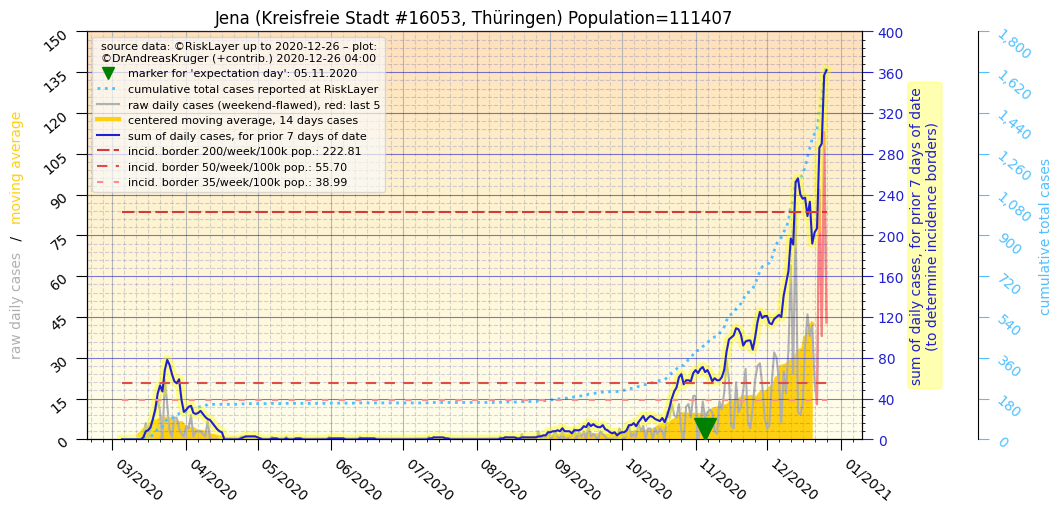 Jena (Kreisfreie Stadt #16053, Thüringen) Population=111407
source data: ©RiskLayer up to 2020-12-26 – plot:
©DrAndreasKruger (+contrib.) 2020-12-26 04:00
marker for 'expectation day': 05.11.2020
cumulative total cases reported at RiskLayer
raw daily cases (weekend-flawed), red: last 5
centered moving average, 14 days cases
sum of daily cases, for prior 7 days of date
incid. border 200/week/100k pop.: 222.81
incid. border 50/week/100k pop.: 55.70
incid. border 35/week/100k pop.: 38.99
raw daily cases / moving average
150
135
120
105
90
75
60
45
30
15
0
03/2020
04/2020
05/2020
06/2020
07/2020
08/2020
09/2020
10/2020
11/2020
12/2020
01/2021
400
360
320
280
240
200
160
120
80
40
0
sum of daily cases, for prior 7 days of date
(to determine incidence borders)
1,800
1,620
1,440
1,260
1,080
900
720
540
360
180
0
cumulative total cases